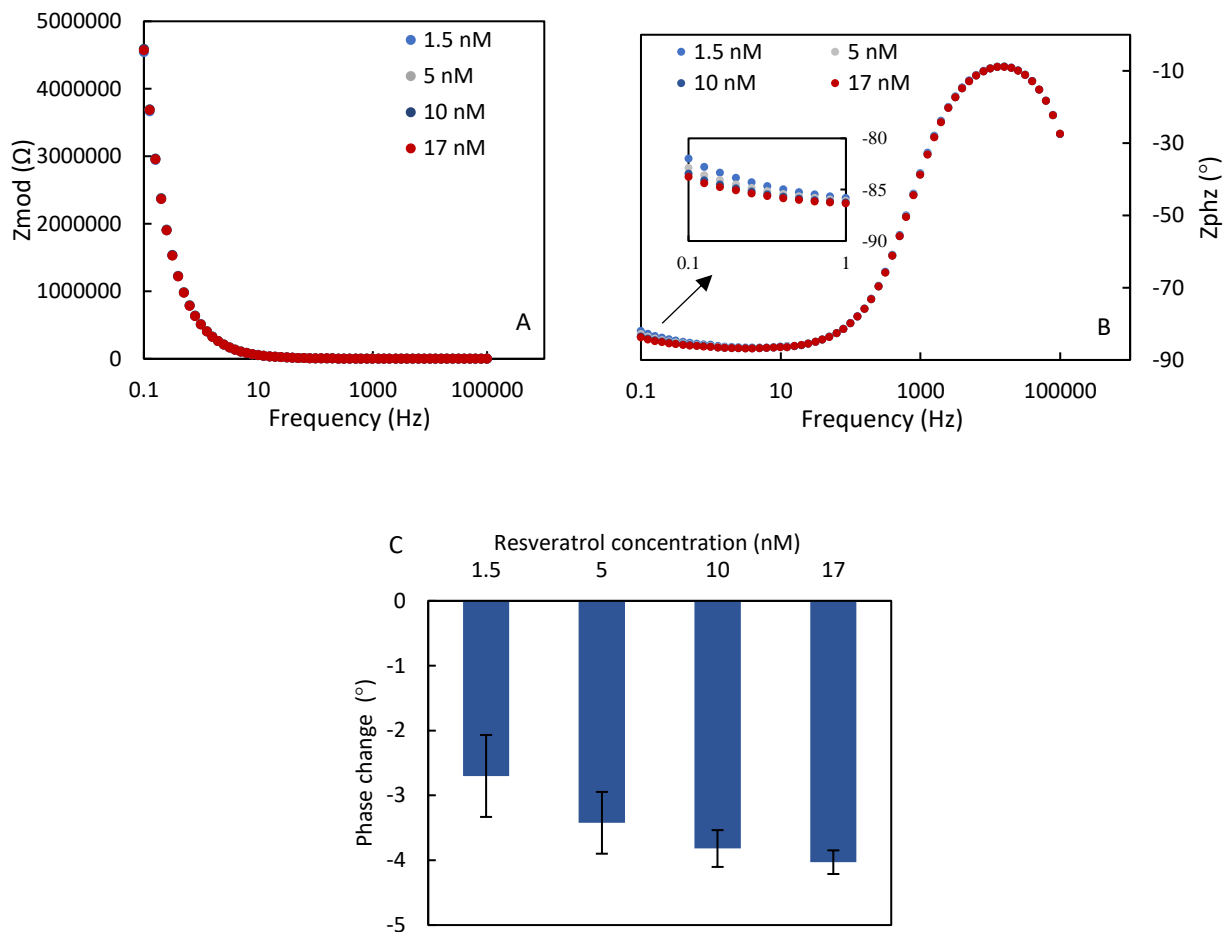 5000000
4000000
3000000
2000000
1000000
0
Zmod (Ω)
1.5 nM
5 nM
10 nM
17 nM
A
0.1 10 1000 100000
Frequency (Hz)
1.5 nM 5 nM
10 nM 17 nM
-80
-85
-90
0.1 1
-10
-30
-50
-70
-90
Zphz (°)
B
0.1 10 1000 100000
Frequency (Hz)
C Resveratrol concentration (nM)
1.5 5 10 17
0
-1
-2
-3
-4
-5
Phase change (°)